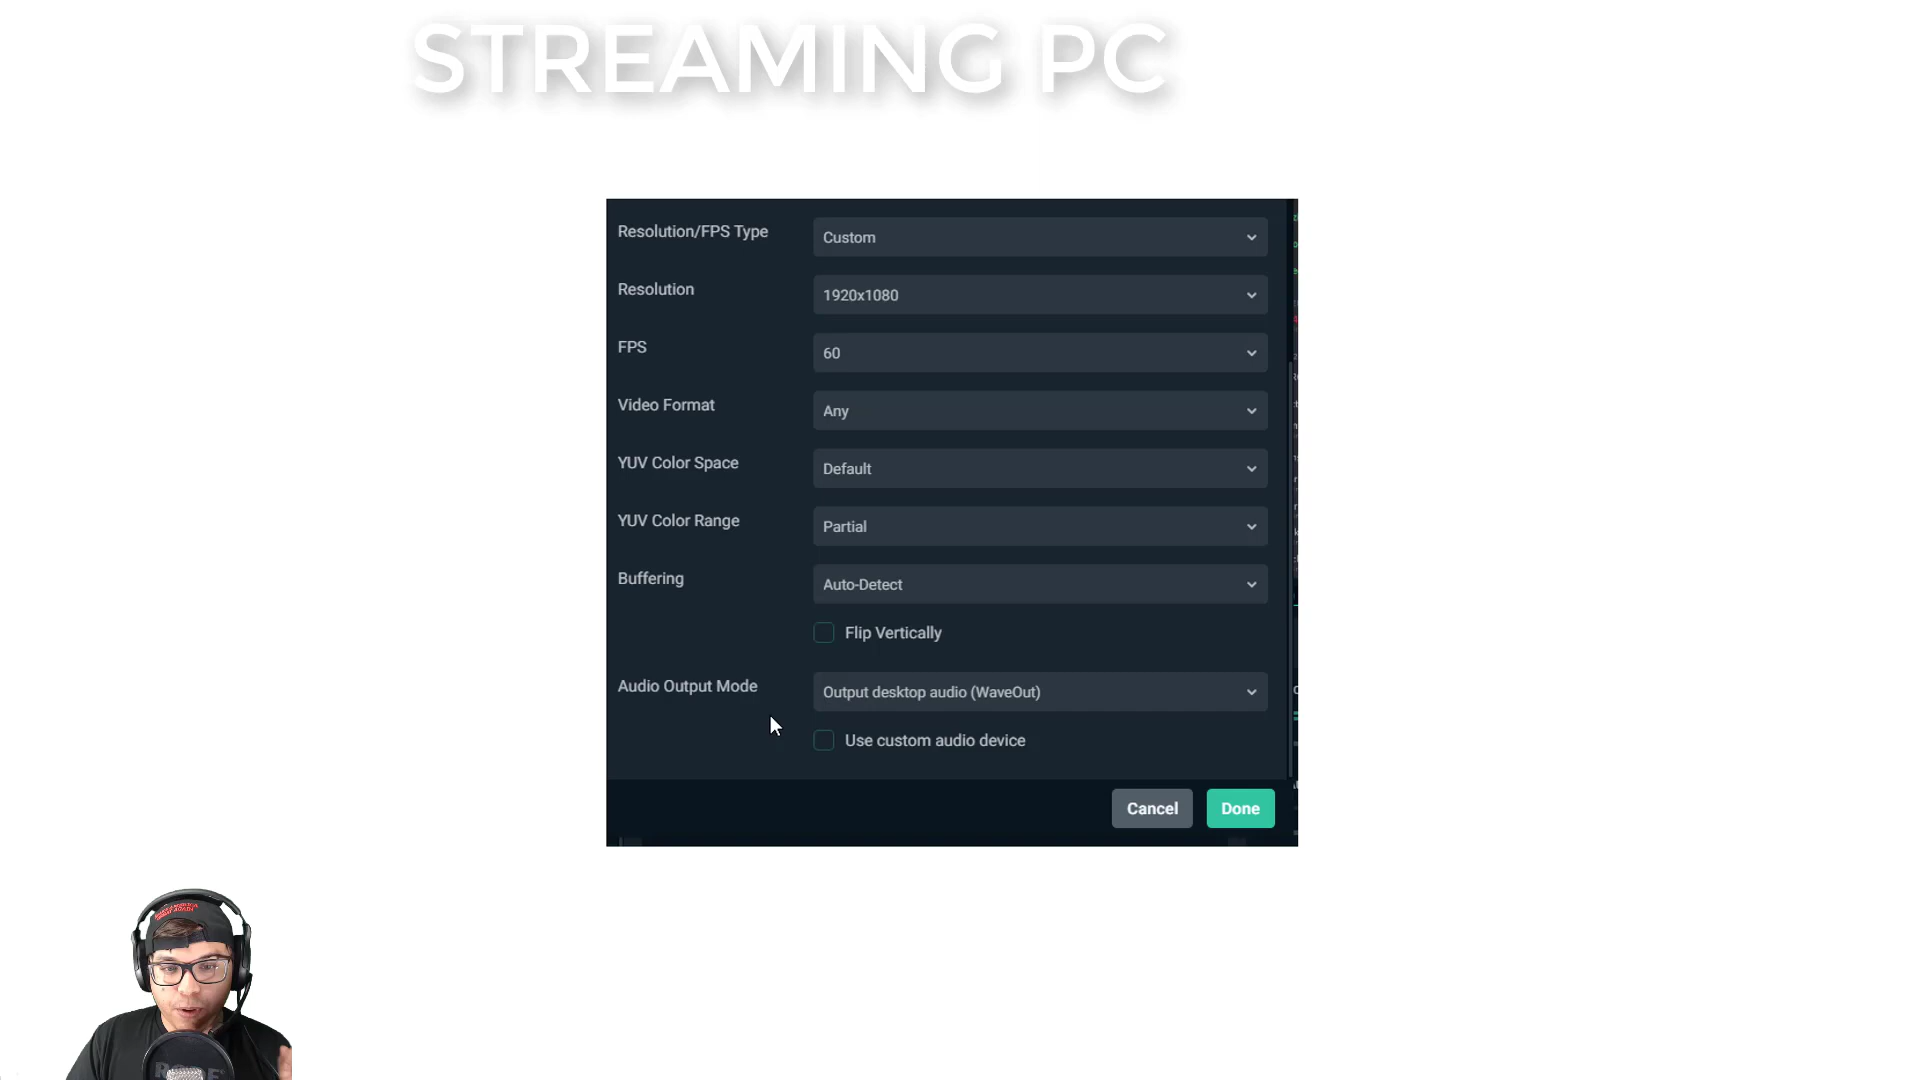 STREAMING PC
Resolution/FPS Type
Custom
Resolution
1920x1080
FPS
60
Video Format
Any
YUV Color Space
Default
YUV Color Range
Partial
Buffering
Auto-Detect
Flip Vertically
Audio Output Mode
Output desktop audio (WaveOut)
Use custom audio device
Cancel
Done